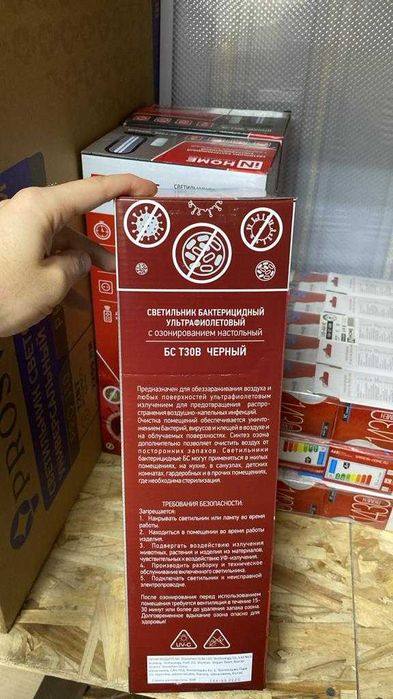 IN
HOME
СВЕТИЛЬНИК БАКТЕРИЦИДНЫЙ
УЛЬТРАФИОЛЕТОВЫЙ
с озонированием настольный
БС Т30В ЧЕРНЫЙ
Предназначен для обеззараживания воздуха и
любых поверхностей ультрафиолетовым
излучением для предотвращения распро-
странения воздушно-капельных инфекций.
Очистка помещений обеспечивается уничто-
жением бактерий, вирусов и клещей в воздухе и
на облучаемых поверхностях. Синтез озона
дополнительно позволяет очистить воздух от
посторонних запахов. Светильники
бактерицидные БС могут применяться в жилых
помещениях, на кухне, в санузлах, детских
комнатах, гардеробных и в прочих помещениях,
где необходима стерилизация.
ТРЕБОВАНИЯ БЕЗОПАСНОСТИ
Запрещается:
1. Накрывать светильник или лампу во время
работы.
2. Находиться в помещении во время работы
изделия.
3. Подвергать воздействию излучения
животных, растения и изделия из материалов,
чувствительных к воздействию УФ-излучения.
4. Производить разборку и техническое
обслуживание включенного светильника.
5. Подключать светильник к неисправной
электропроводке.
После озонирования перед использованием
помещения требуется вентиляция в течение 15-
30 минут или более до удаления запаха озона.
Долговременное вдыхание озона опасно для
здоровья!
UV-C